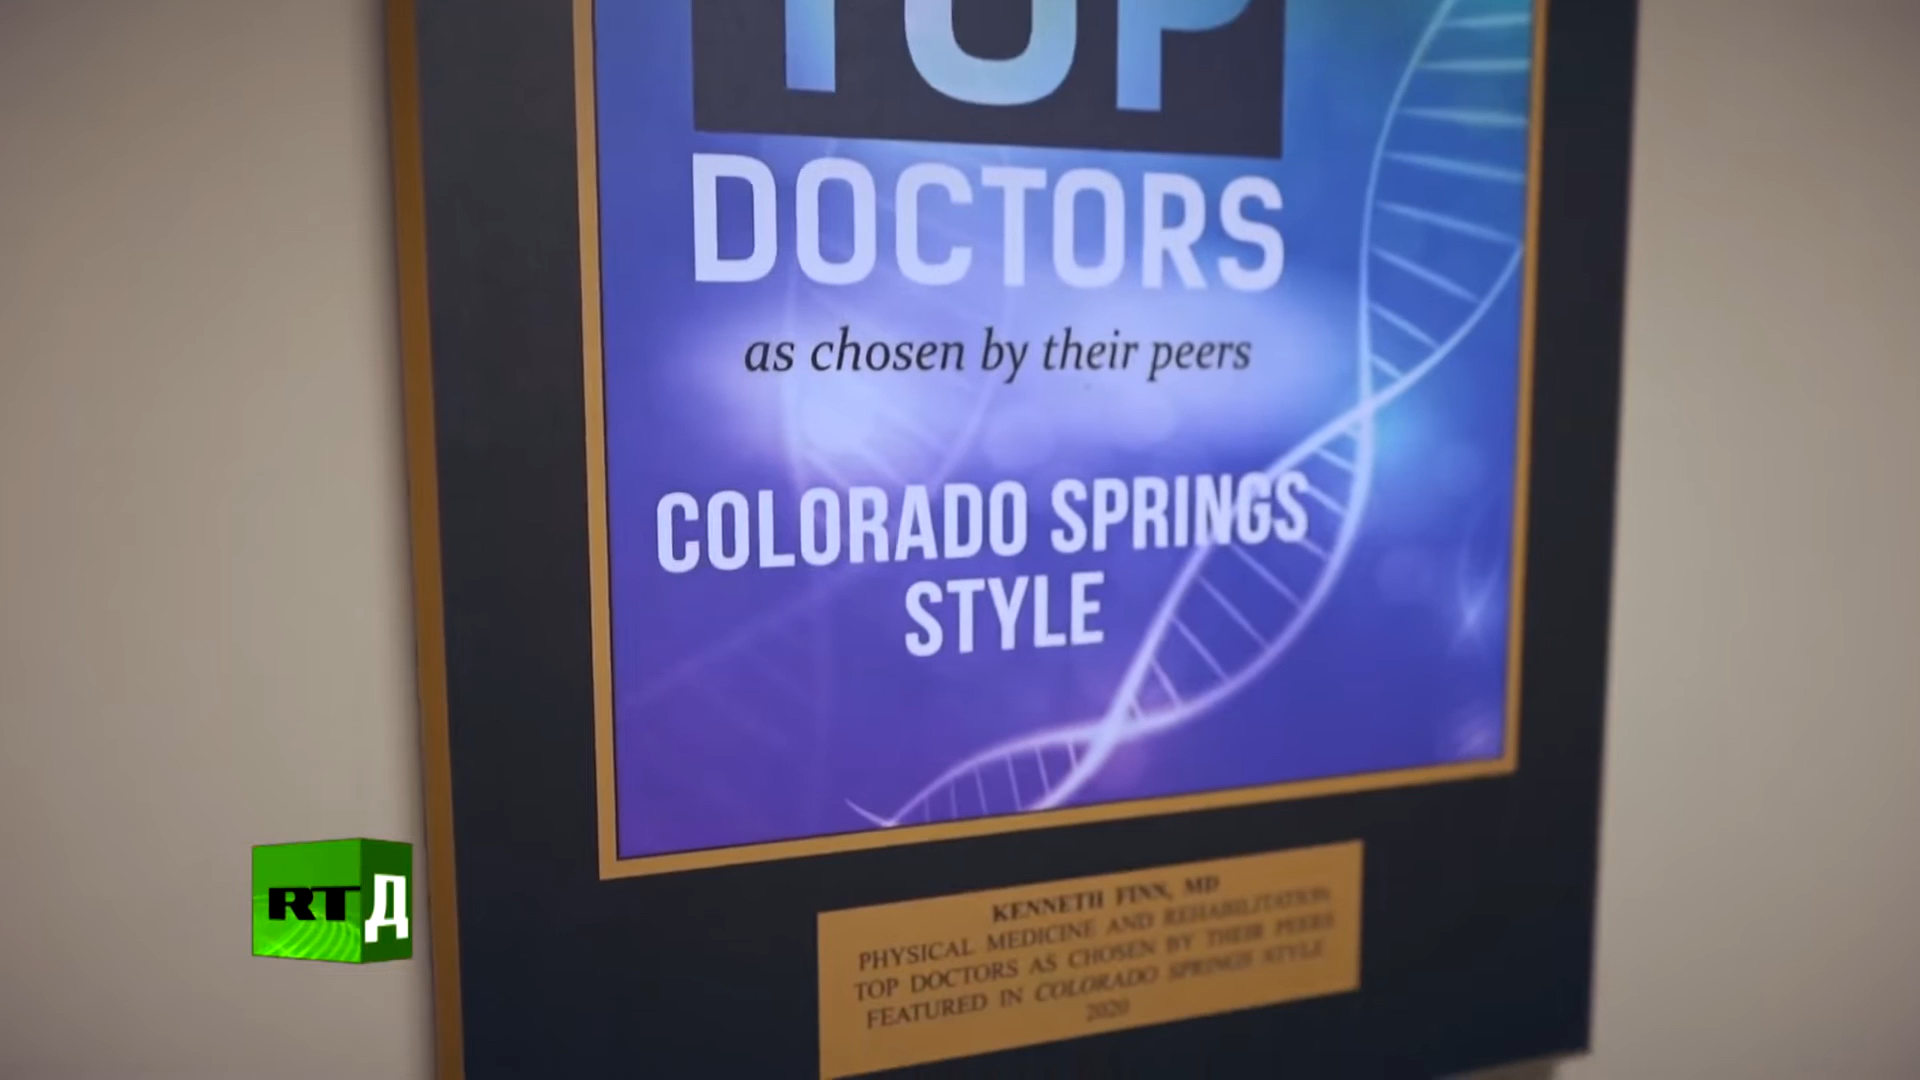 TOP
DOCTORS
as chosen by their peers
COLORADO SPRINGS
STYLE
KENNETH FINN, MD
PHYSICAL MEDICINE AND REHABILITATION
TOP DOCTORS AS CHOSEN BY THEIR PEERS
FEATURED IN COLORADO SPRINGS STYLE
2020
RTД